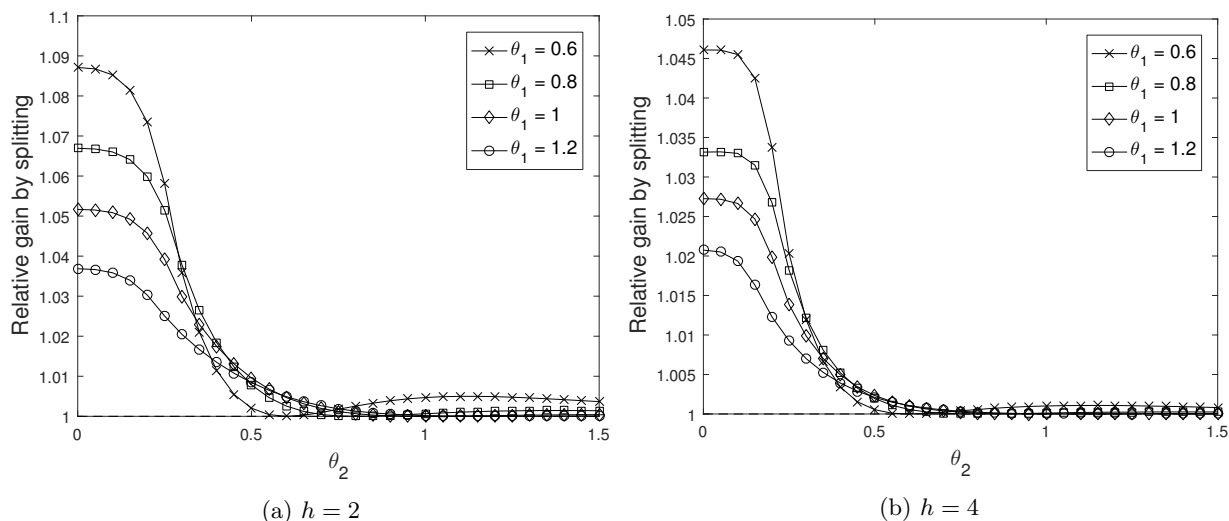 1.1
1.09
1.08
1.07
1.06
1.05
1.04
1.03
1.02
1.01
1
Relative gain by splitting
θ1 = 0.6
θ1 = 0.8
θ1 = 1
θ1 = 1.2
0
0.5
1
1.5
θ2
(a) h = 2
1.05
1.045
1.04
1.035
1.03
1.025
1.02
1.015
1.01
1.005
1
Relative gain by splitting
θ1 = 0.6
θ1 = 0.8
θ1 = 1
θ1 = 1.2
0
0.5
1
1.5
θ2
(b) h = 4